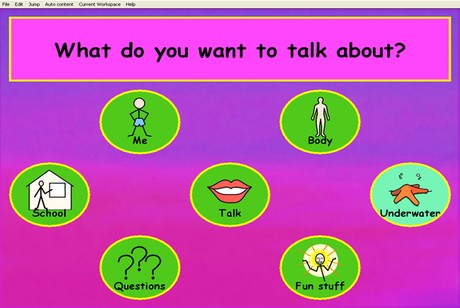 File Edit Jump Auto content Current Workspace Help
What do you want to talk about?
Me
Body
School
Talk
Underwater
???
Questions
Fun stuff